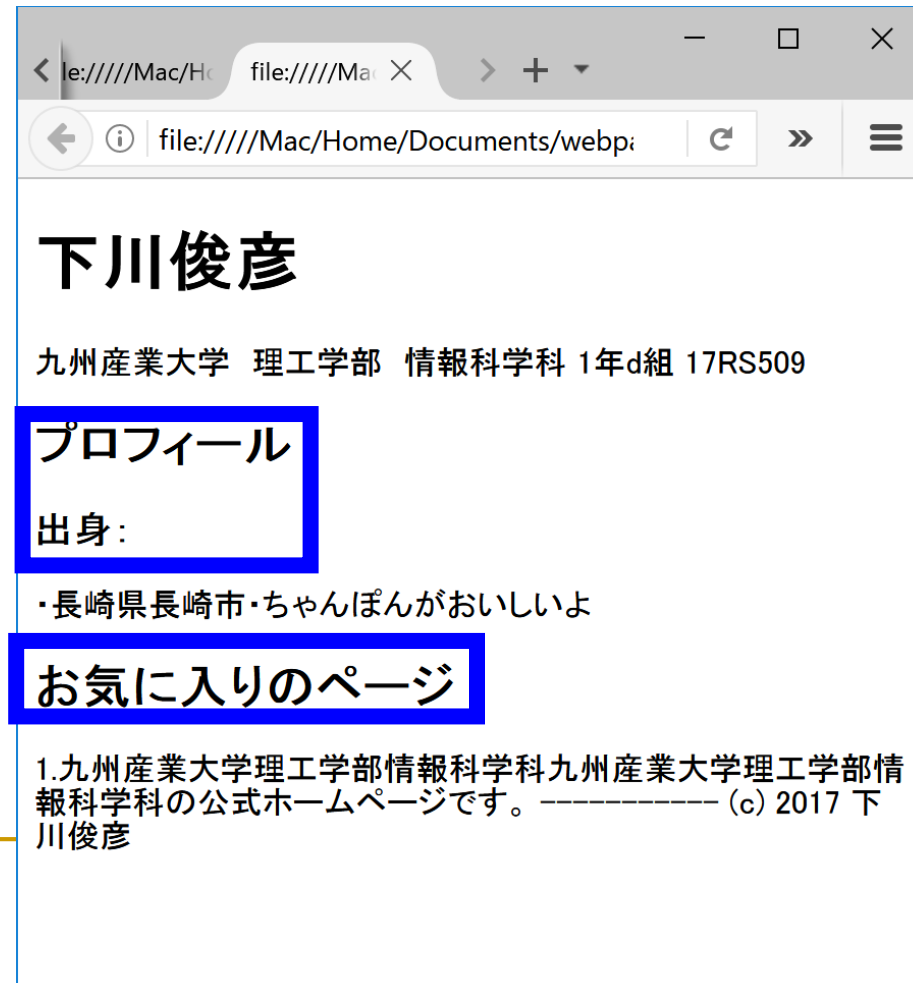 le://///Mac/Ho
file://///Mac
file://///Mac/Home/Documents/webpa
下川俊彦
九州産業大学 理工学部 情報科学科 1年d組 17RS509
プロフィール
出身:
・長崎県長崎市・ちゃんぽんがおいしいよ
お気に入りのページ
1.九州産業大学理工学部情報科学科九州産業大学理工学部情
報科学科の公式ホームページです。 ----------- (c) 2017 下
川俊彦